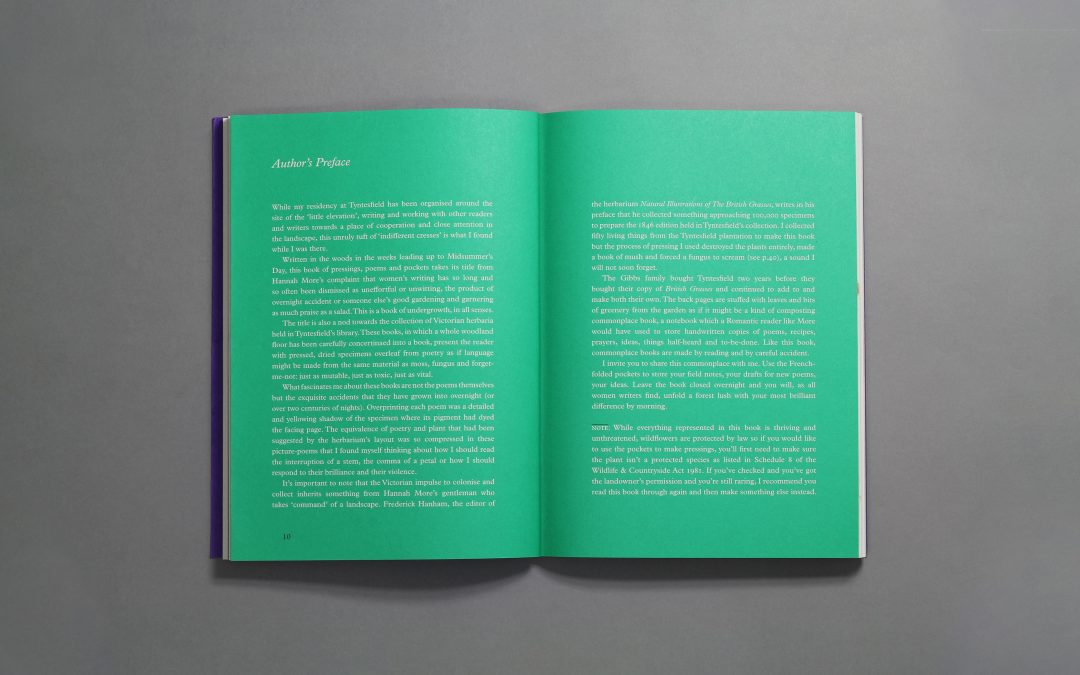 Author's Preface
While my residency at Tyntesfield has been organised around the
site of the 'little elevation', writing and working with other readers
and writers towards a place of cooperation and close attention in
the landscape, this unruly tuft of 'indifferent cresses' is what I found
while I was there.
Written in the woods in the weeks leading up to Midsummer's
Day, this book of pressings, poems and pockets takes its title from
Hannah More's complaint that women's writing has so long and
so often been dismissed as uneffortful or unwitting, the product of
overnight accident or someone else's good gardening and garnering
as much praise as a salad. This is a book of undergrowth, in all senses.
The title is also a nod towards the collection of Victorian herbaria
held in Tyntesfield's library. These books, in which a whole woodland
floor has been carefully concertinaed into a book, present the reader
with pressed, dried specimens overleaf from poetry as if language
might be made from the same material as moss, fungus and forget-
me-not: just as mutable, just as toxic, just as vital.
What fascinates me about these books are not the poems themselves
but the exquisite accidents that they have grown into overnight (or
over two centuries of nights). Overprinting each poem was a detailed
and yellowing shadow of the specimen where its pigment had dyed
the facing page. The equivalence of poetry and plant that had been
suggested by the herbarium's layout was so compressed in these
picture-poems that I found myself thinking about how I should read
the interruption of a stem, the comma of a petal or how I should
respond to their brilliance and their violence.
It's important to note that the Victorian impulse to colonise and
collect inherits something from Hannah More's gentleman who
takes 'command' of a landscape. Frederick Hanham, the editor of
10
the herbarium Natural Illustrations of The British Grasses, writes in his
preface that he collected something approaching 100,000 specimens
to prepare the 1846 edition held in Tyntesfield's collection. I collected
fifty living things from the Tyntesfield plantation to make this book
but the process of pressing I used destroyed the plants entirely, made
a book of mush and forced a fungus to scream (see p.40), a sound I
will not soon forget.
The Gibbs family bought Tyntesfield two years before they
bought their copy of British Grasses and continued to add to and
make both their own. The back pages are stuffed with leaves and bits
of greenery from the garden as if it might be a kind of composting
commonplace book, a notebook which a Romantic reader like More
would have used to store handwritten copies of poems, recipes,
prayers, ideas, things half-heard and to-be-done. Like this book,
commonplace books are made by reading and by careful accident.
I invite you to share this commonplace with me. Use the French-
folded pockets to store your field notes, your drafts for new poems,
your ideas. Leave the book closed overnight and you will, as all
women writers find, unfold a forest lush with your most brilliant
difference by morning.
NOTE: While everything represented in this book is thriving and
unthreatened, wildflowers are protected by law so if you would like
to use the pockets to make pressings, you'll first need to make sure
the plant isn't a protected species as listed in Schedule 8 of the
Wildlife & Countryside Act 1981. If you've checked and you've got
the landowner's permission and you're still raring, I recommend you
read this book through again and then make something else instead.